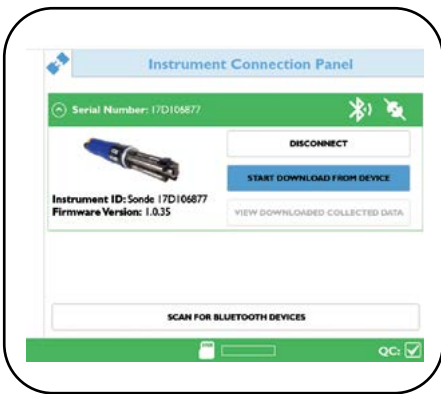 Instrument Connection Panel
Serial Number: 17D106877
DISCONNECT
START DOWNLOAD FROM DEVICE
Instrument ID: Sonde 17D106877
Firmware Version: 1.0.35
VIEW DOWNLOADED COLLECTED DATA
SCAN FOR BLUETOOTH DEVICES
QC: